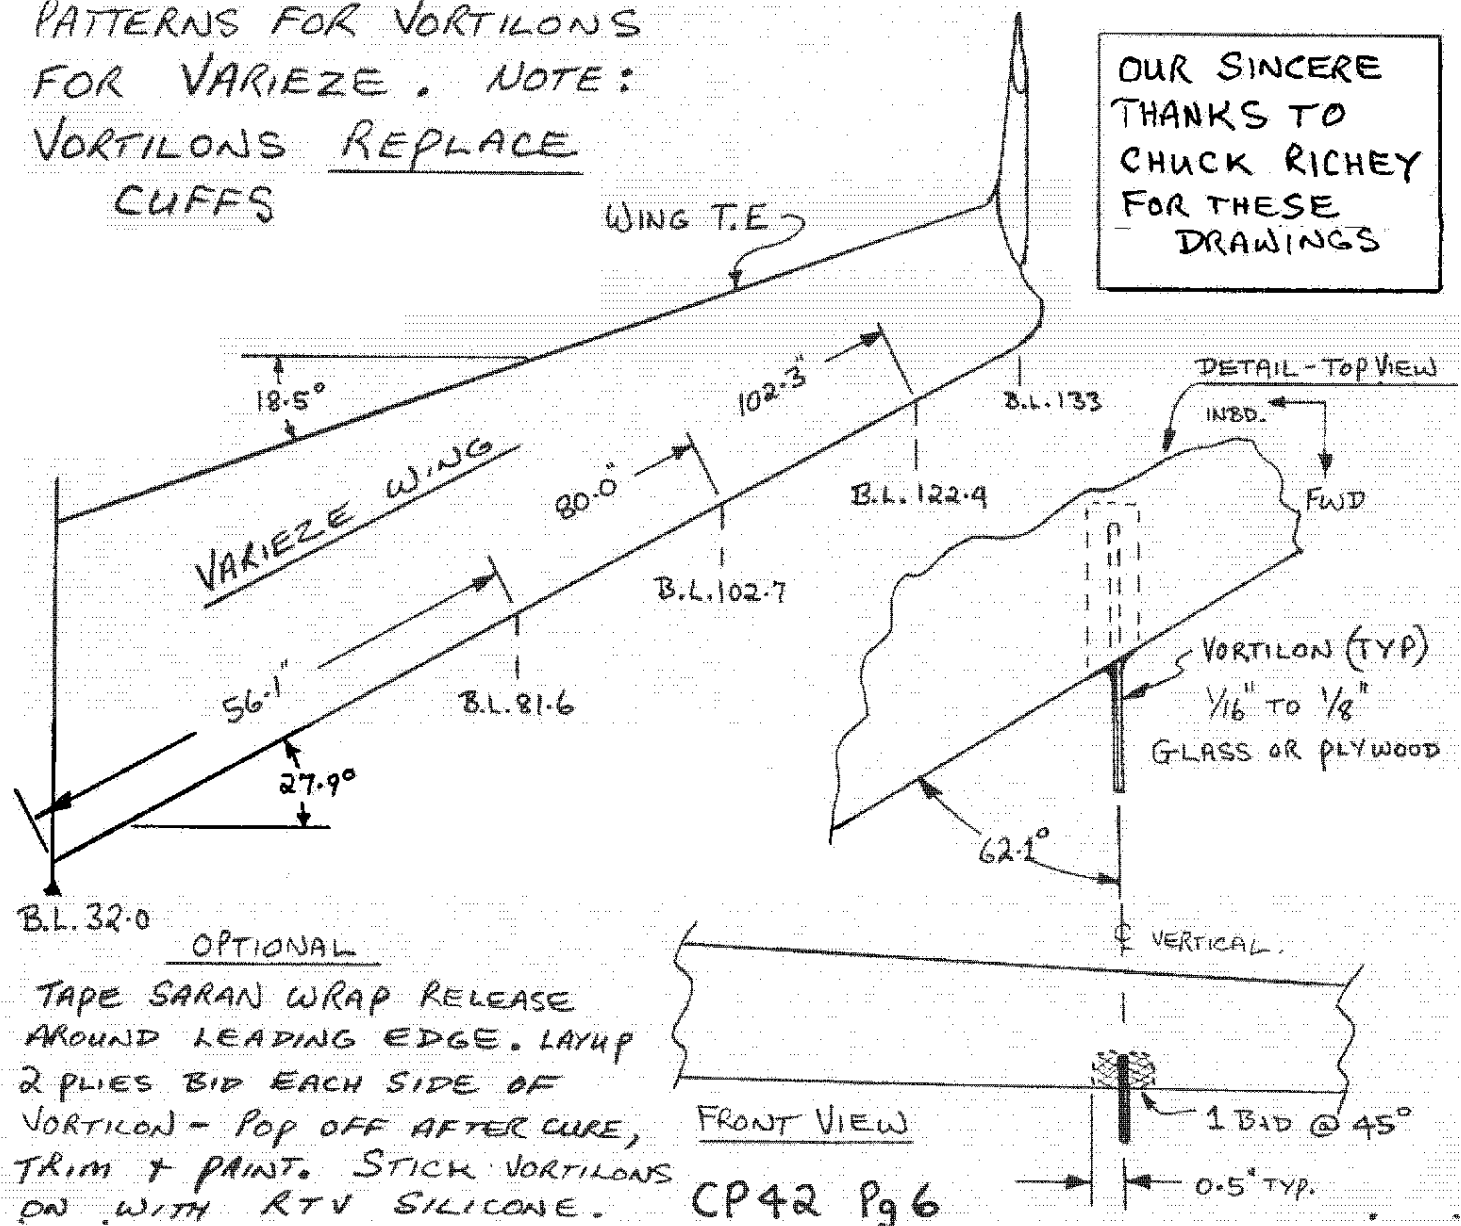 PATTERNS FOR VORTILONS
FOR VARIEZE. NOTE:
VORTILONS REPLACE
CUFFS
OUR SINCERE
THANKS TO
CHUCK RICHEY
FOR THESE
DRAWINGS
WING T.E
18.5°
VARIEZE WING
102.3"
80.0"
56.1"
B.L. 133
B.L. 122.9
B.L. 102.7
B.L. 81.6
27.9°
B.L. 32.0
DETAIL - TOP VIEW
INBD.
FWD
VORTILON (TYP)
1/16" TO 1/8"
GLASS OR PLYWOOD
62.1°
℄ VERTICAL.
OPTIONAL
TAPE SARAN WRAP RELEASE
AROUND LEADING EDGE. LAYUP
2 PLIES BID EACH SIDE OF
VORTILON - POP OFF AFTER CURE,
TRIM & PAINT. STICK VORTILONS
ON WITH RTV SILICONE.
FRONT VIEW
1 BID @ 45°
0.5" TYP.
CP42 Pg 6